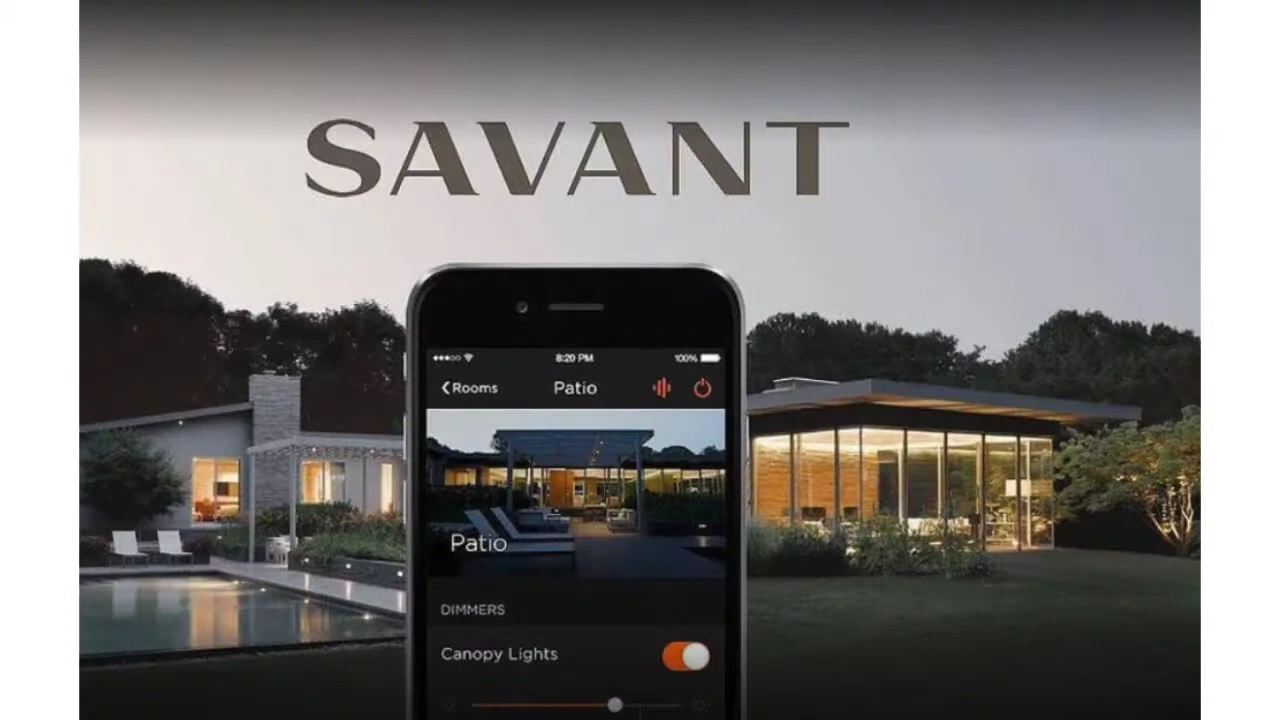 SAVANT
8:20 PM
100%
Rooms
Patio
Patio
DIMMERS
Canopy Lights